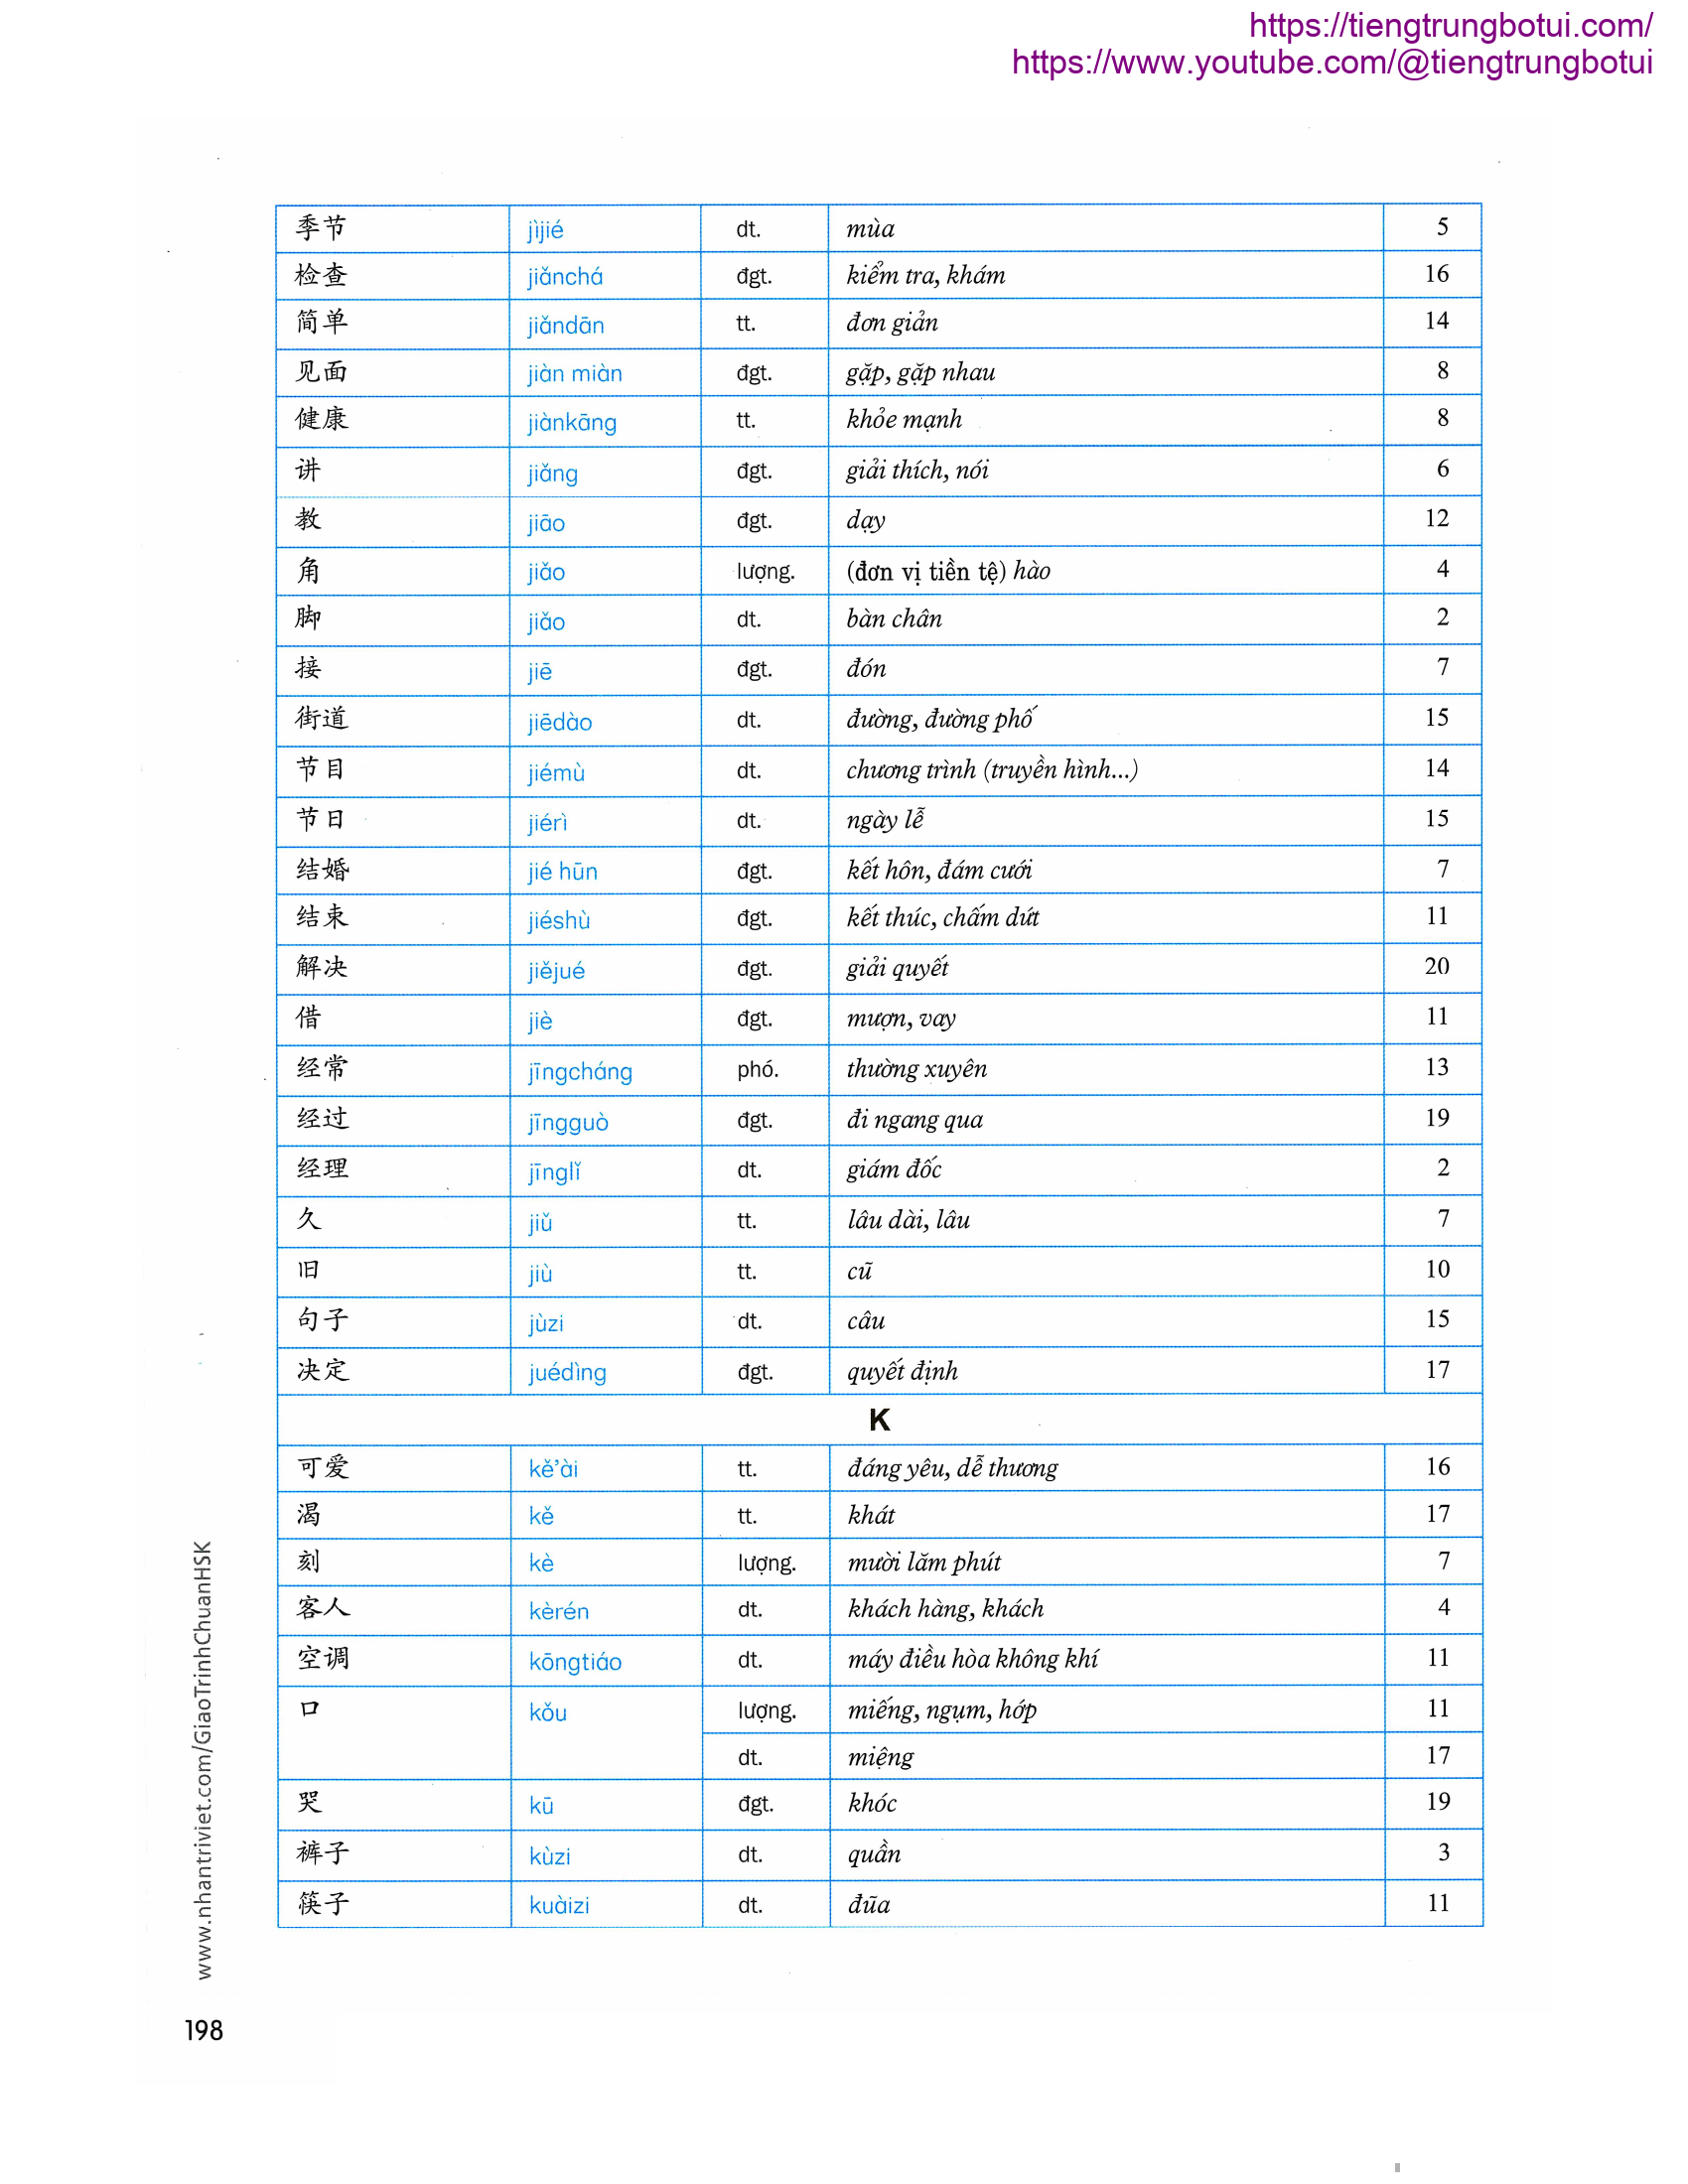 https://tiengtrungbotui.com/
https://www.youtube.com/@tiengtrungbotui
季节 jìjié dt. mùa 5
检查 jiǎnchá đgt. kiểm tra, khám 16
简单 jiǎndān tt. đơn giản 14
见面 jiàn miàn đgt. gặp, gặp nhau 8
健康 jiànkāng tt. khỏe mạnh 8
讲 jiǎng đgt. giải thích, nói 6
教 jiāo đgt. dạy 12
角 jiǎo lượng. (đơn vị tiền tệ) hào 4
脚 jiǎo dt. bàn chân 2
接 jiē đgt. đón 7
街道 jiēdào dt. đường, đường phố 15
节目 jiémù dt. chương trình (truyền hình...) 14
节日 jiérì dt. ngày lễ 15
结婚 jié hūn đgt. kết hôn, đám cưới 7
结束 jiéshù đgt. kết thúc, chấm dứt 11
解决 jiějué đgt. giải quyết 20
借 jiè đgt. mượn, vay 11
经常 jīngcháng phó. thường xuyên 13
经过 jīngguò đgt. đi ngang qua 19
经理 jīnglǐ dt. giám đốc 2
久 jiǔ tt. lâu dài, lâu 7
旧 jiù tt. cũ 10
句子 jùzi dt. câu 15
决定 juédìng đgt. quyết định 17
K
可爱 kě’ài tt. đáng yêu, dễ thương 16
渴 kě tt. khát 17
刻 kè lượng. mười lăm phút 7
客人 kèrén dt. khách hàng, khách 4
空调 kōngtiáo dt. máy điều hòa không khí 11
口 kǒu lượng. miếng, ngụm, hớp 11
dt. miệng 17
哭 kū đgt. khóc 19
裤子 kùzi dt. quần 3
筷子 kuàizi dt. đũa 11
www.nhantriviet.com/GiaoTrinhChuanHSK
198